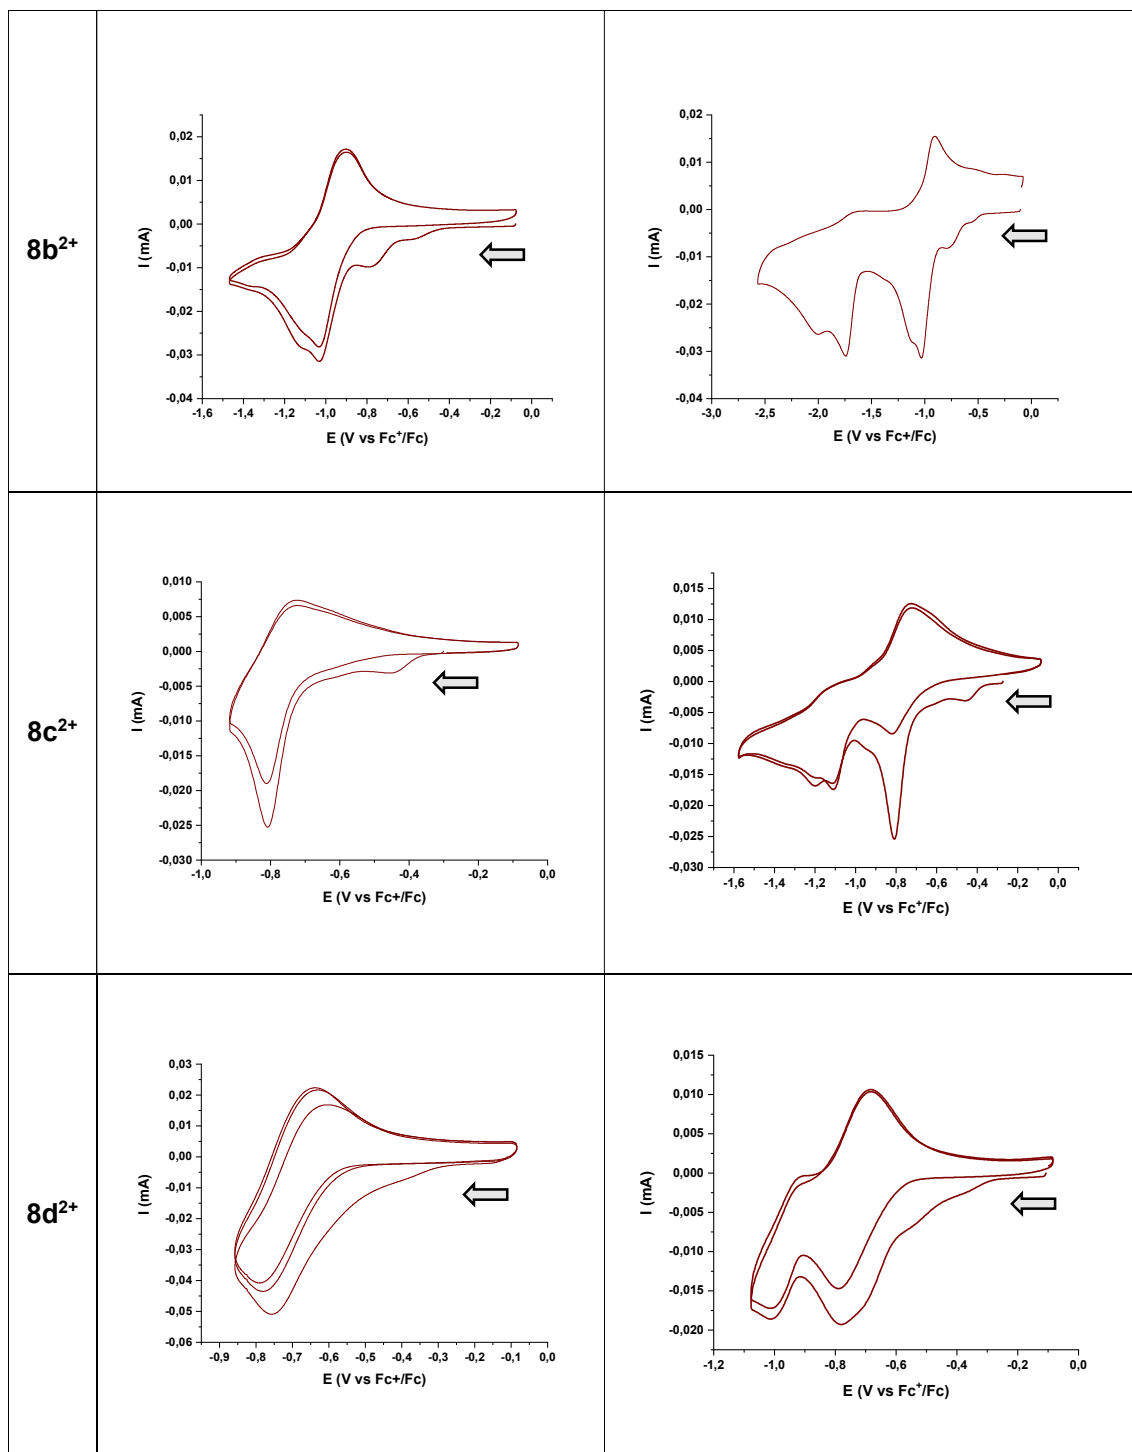 8b²⁺
0,02
0,01
0,00
-0,01
-0,02
-0,03
-0,04
I (mA)
-1,6 -1,4 -1,2 -1,0 -0,8 -0,6 -0,4 -0,2 0,0
E (V vs Fc⁺/Fc)
0,02
0,01
0,00
-0,01
-0,02
-0,03
-0,04
I (mA)
-3,0 -2,5 -2,0 -1,5 -1,0 -0,5 0,0
E (V vs Fc+/Fc)
8c²⁺
0,010
0,005
0,000
-0,005
-0,010
-0,015
-0,020
-0,025
-0,030
I (mA)
-1,0 -0,8 -0,6 -0,4 -0,2 0,0
E (V vs Fc+/Fc)
0,015
0,010
0,005
0,000
-0,005
-0,010
-0,015
-0,020
-0,025
-0,030
I (mA)
-1,6 -1,4 -1,2 -1,0 -0,8 -0,6 -0,4 -0,2 0,0
E (V vs Fc⁺/Fc)
8d²⁺
0,03
0,02
0,01
0,00
-0,01
-0,02
-0,03
-0,04
-0,05
-0,06
I (mA)
-0,9 -0,8 -0,7 -0,6 -0,5 -0,4 -0,3 -0,2 -0,1 0,0
E (V vs Fc+/Fc)
0,015
0,010
0,005
0,000
-0,005
-0,010
-0,015
-0,020
I (mA)
-1,2 -1,0 -0,8 -0,6 -0,4 -0,2 0,0
E (V vs Fc⁺/Fc)